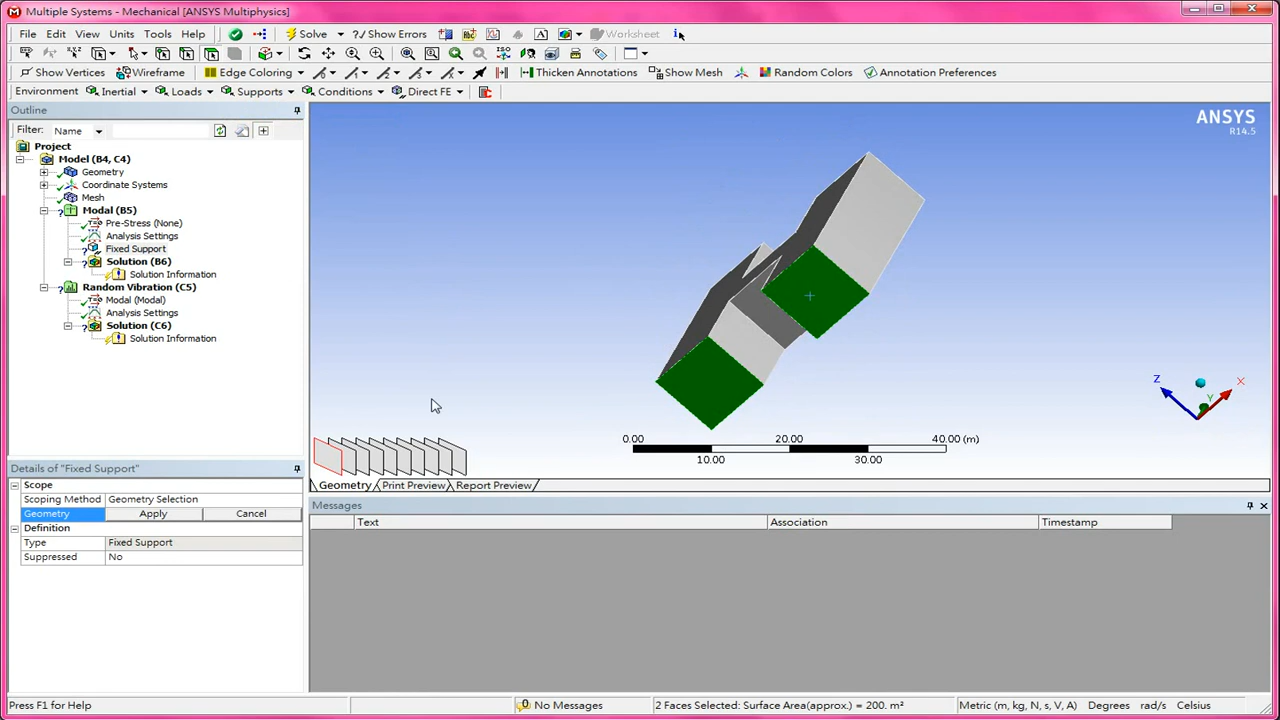 Multiple Systems - Mechanical [ANSYS Multiphysics]
File Edit View Units Tools Help Solve Show Errors Worksheet
Show Vertices Wireframe Edge Coloring Thicken Annotations Show Mesh Random Colors Annotation Preferences
Environment Inertial Loads Supports Conditions Direct FE
Outline
Filter: Name
Project
Model (B4, C4)
Geometry
Coordinate Systems
Mesh
Modal (B5)
Pre-Stress (None)
Analysis Settings
Fixed Support
Solution (B6)
Solution Information
Random Vibration (C5)
Modal (Modal)
Analysis Settings
Solution (C6)
Solution Information
ANSYS
R14.5
Z X
Y
0.00 20.00 40.00 (m)
10.00 30.00
Geometry Print Preview Report Preview
Details of "Fixed Support"
Scope
Scoping Method Geometry Selection
Geometry Apply Cancel
Definition
Type Fixed Support
Suppressed No
Messages
Text Association Timestamp
Press F1 for Help 0 No Messages 2 Faces Selected: Surface Area(approx.) = 200. m² Metric (m, kg, N, s, V, A) Degrees rad/s Celsius